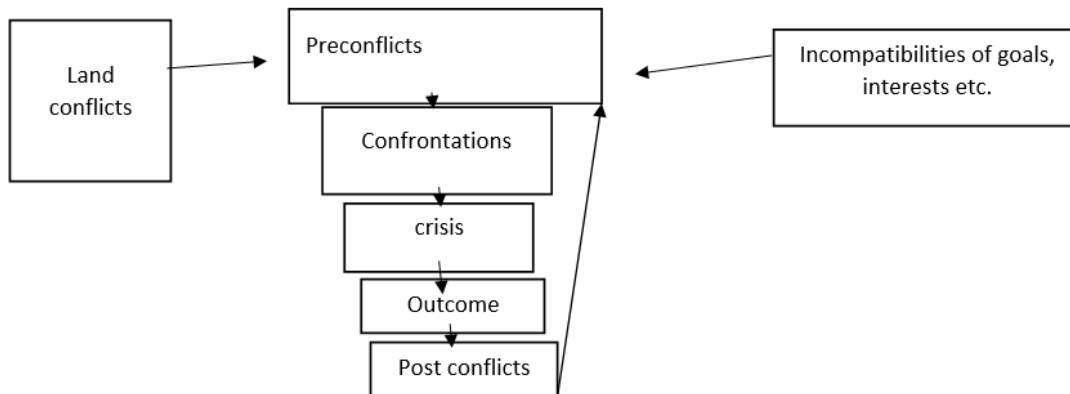 Land
conflicts
Preconflicts
Incompatibilities of goals,
interests etc.
Confrontations
crisis
Outcome
Post conflicts